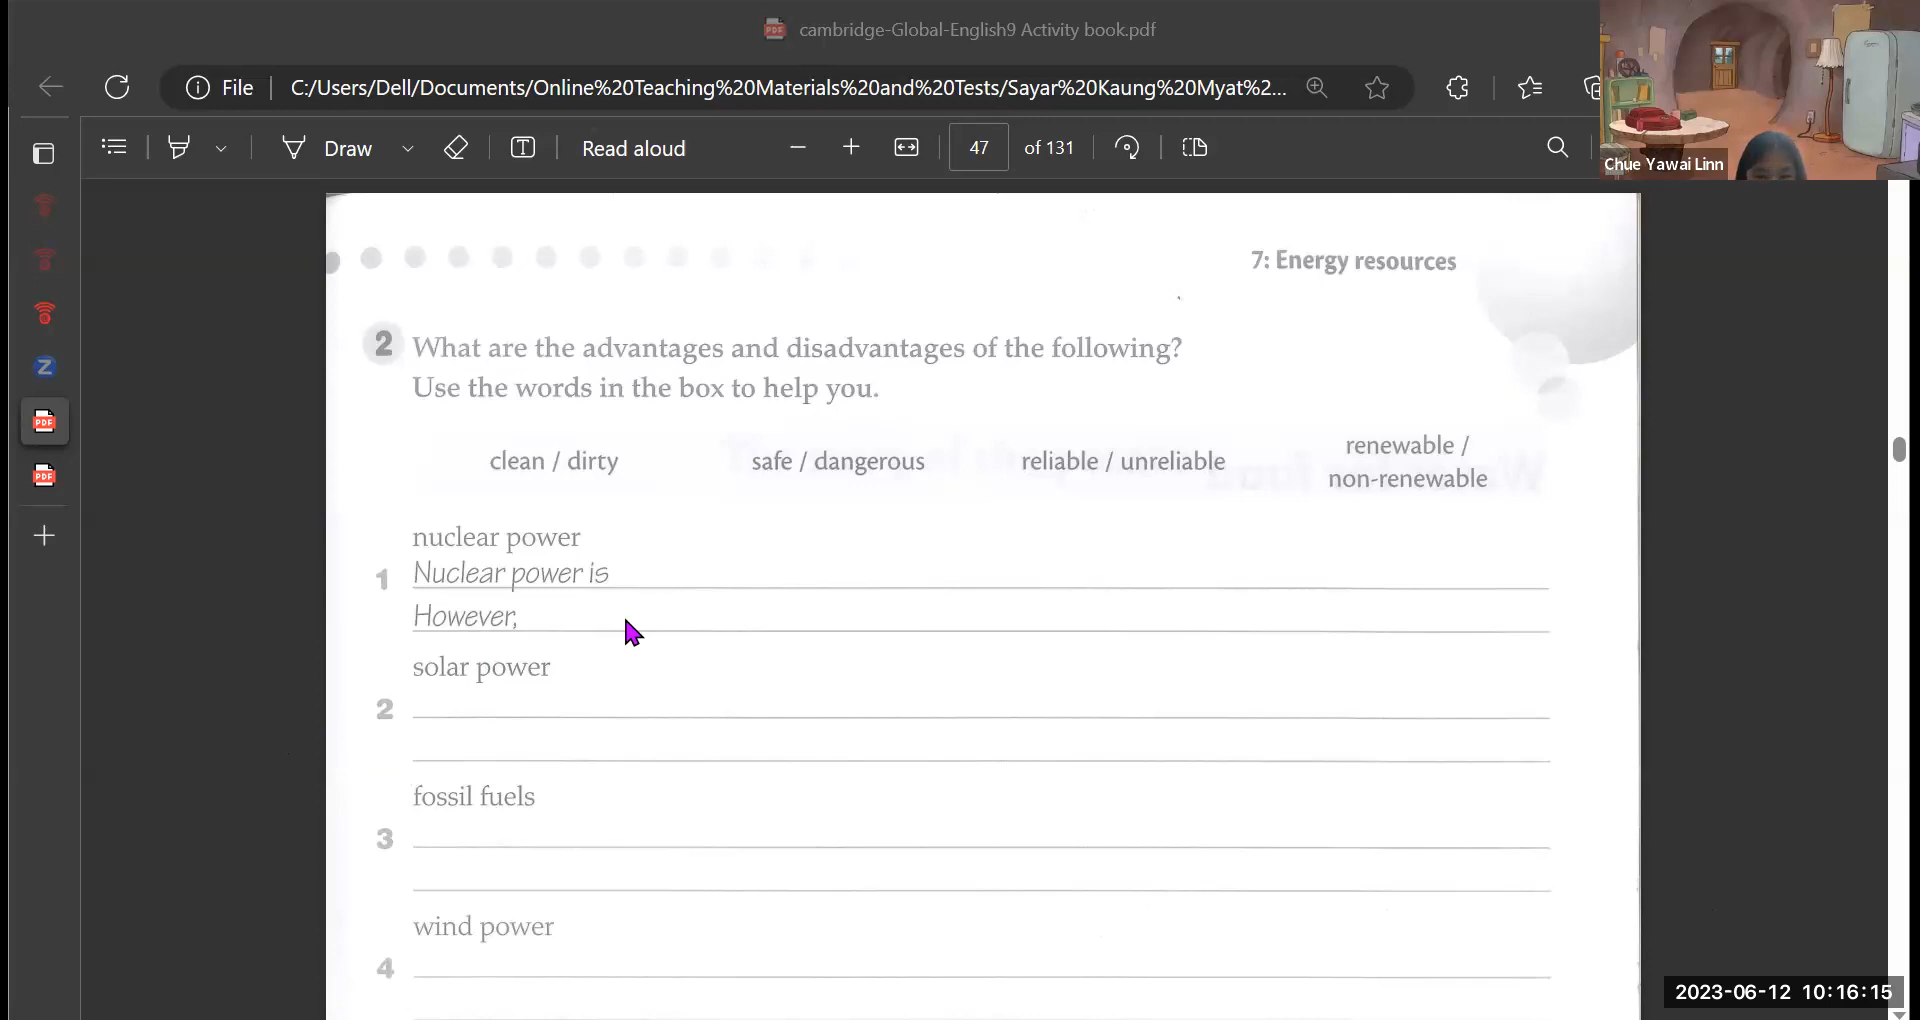 cambridge-Global-English9 Activity book.pdf
File
C:/Users/Dell/Documents/Online%20Teaching%20Materials%20and%20Tests/Sayar%20Kaung%20Myat%2...
Draw
Read aloud
47
of 131
Chue Yawai Linn
7: Energy resources
2 What are the advantages and disadvantages of the following?
Use the words in the box to help you.
clean / dirty
safe / dangerous
reliable / unreliable
renewable /
non-renewable
nuclear power
1 Nuclear power is
However,
solar power
2
fossil fuels
3
wind power
4
2023-06-12 10:16:15